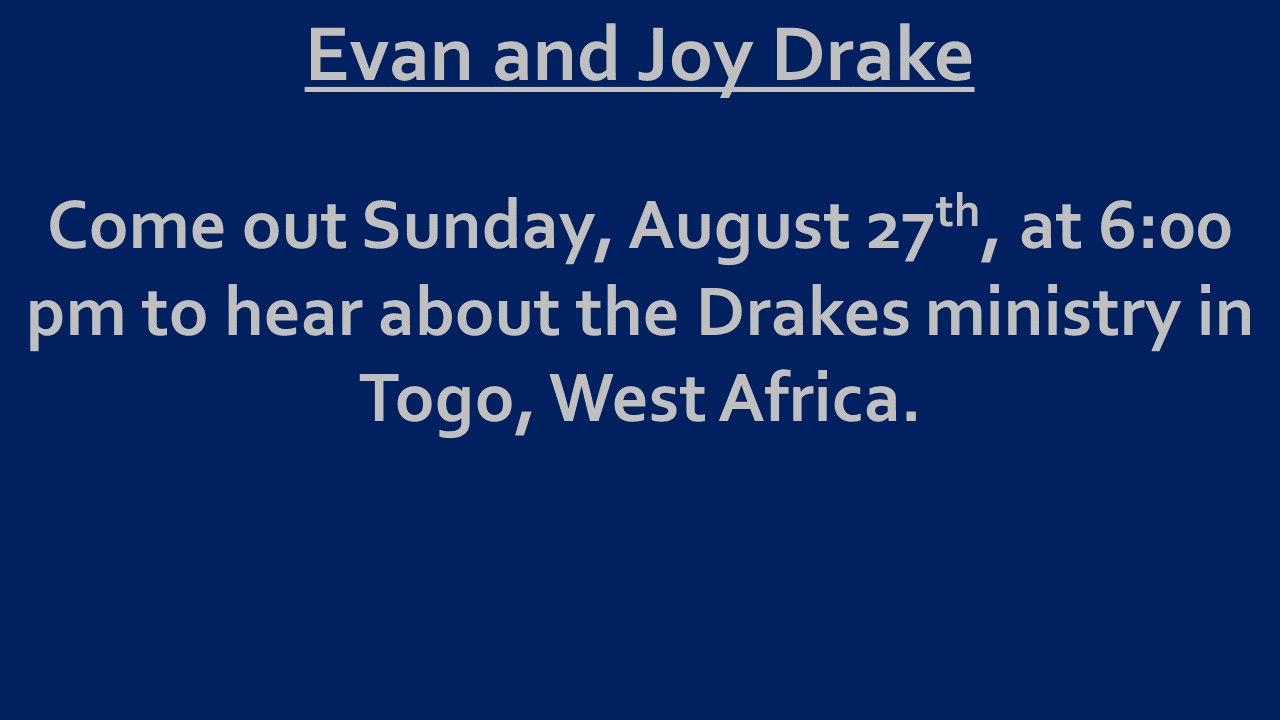 Evan and Joy Drake
Come out Sunday, August 27th, at 6:00
pm to hear about the Drakes ministry in
Togo, West Africa.